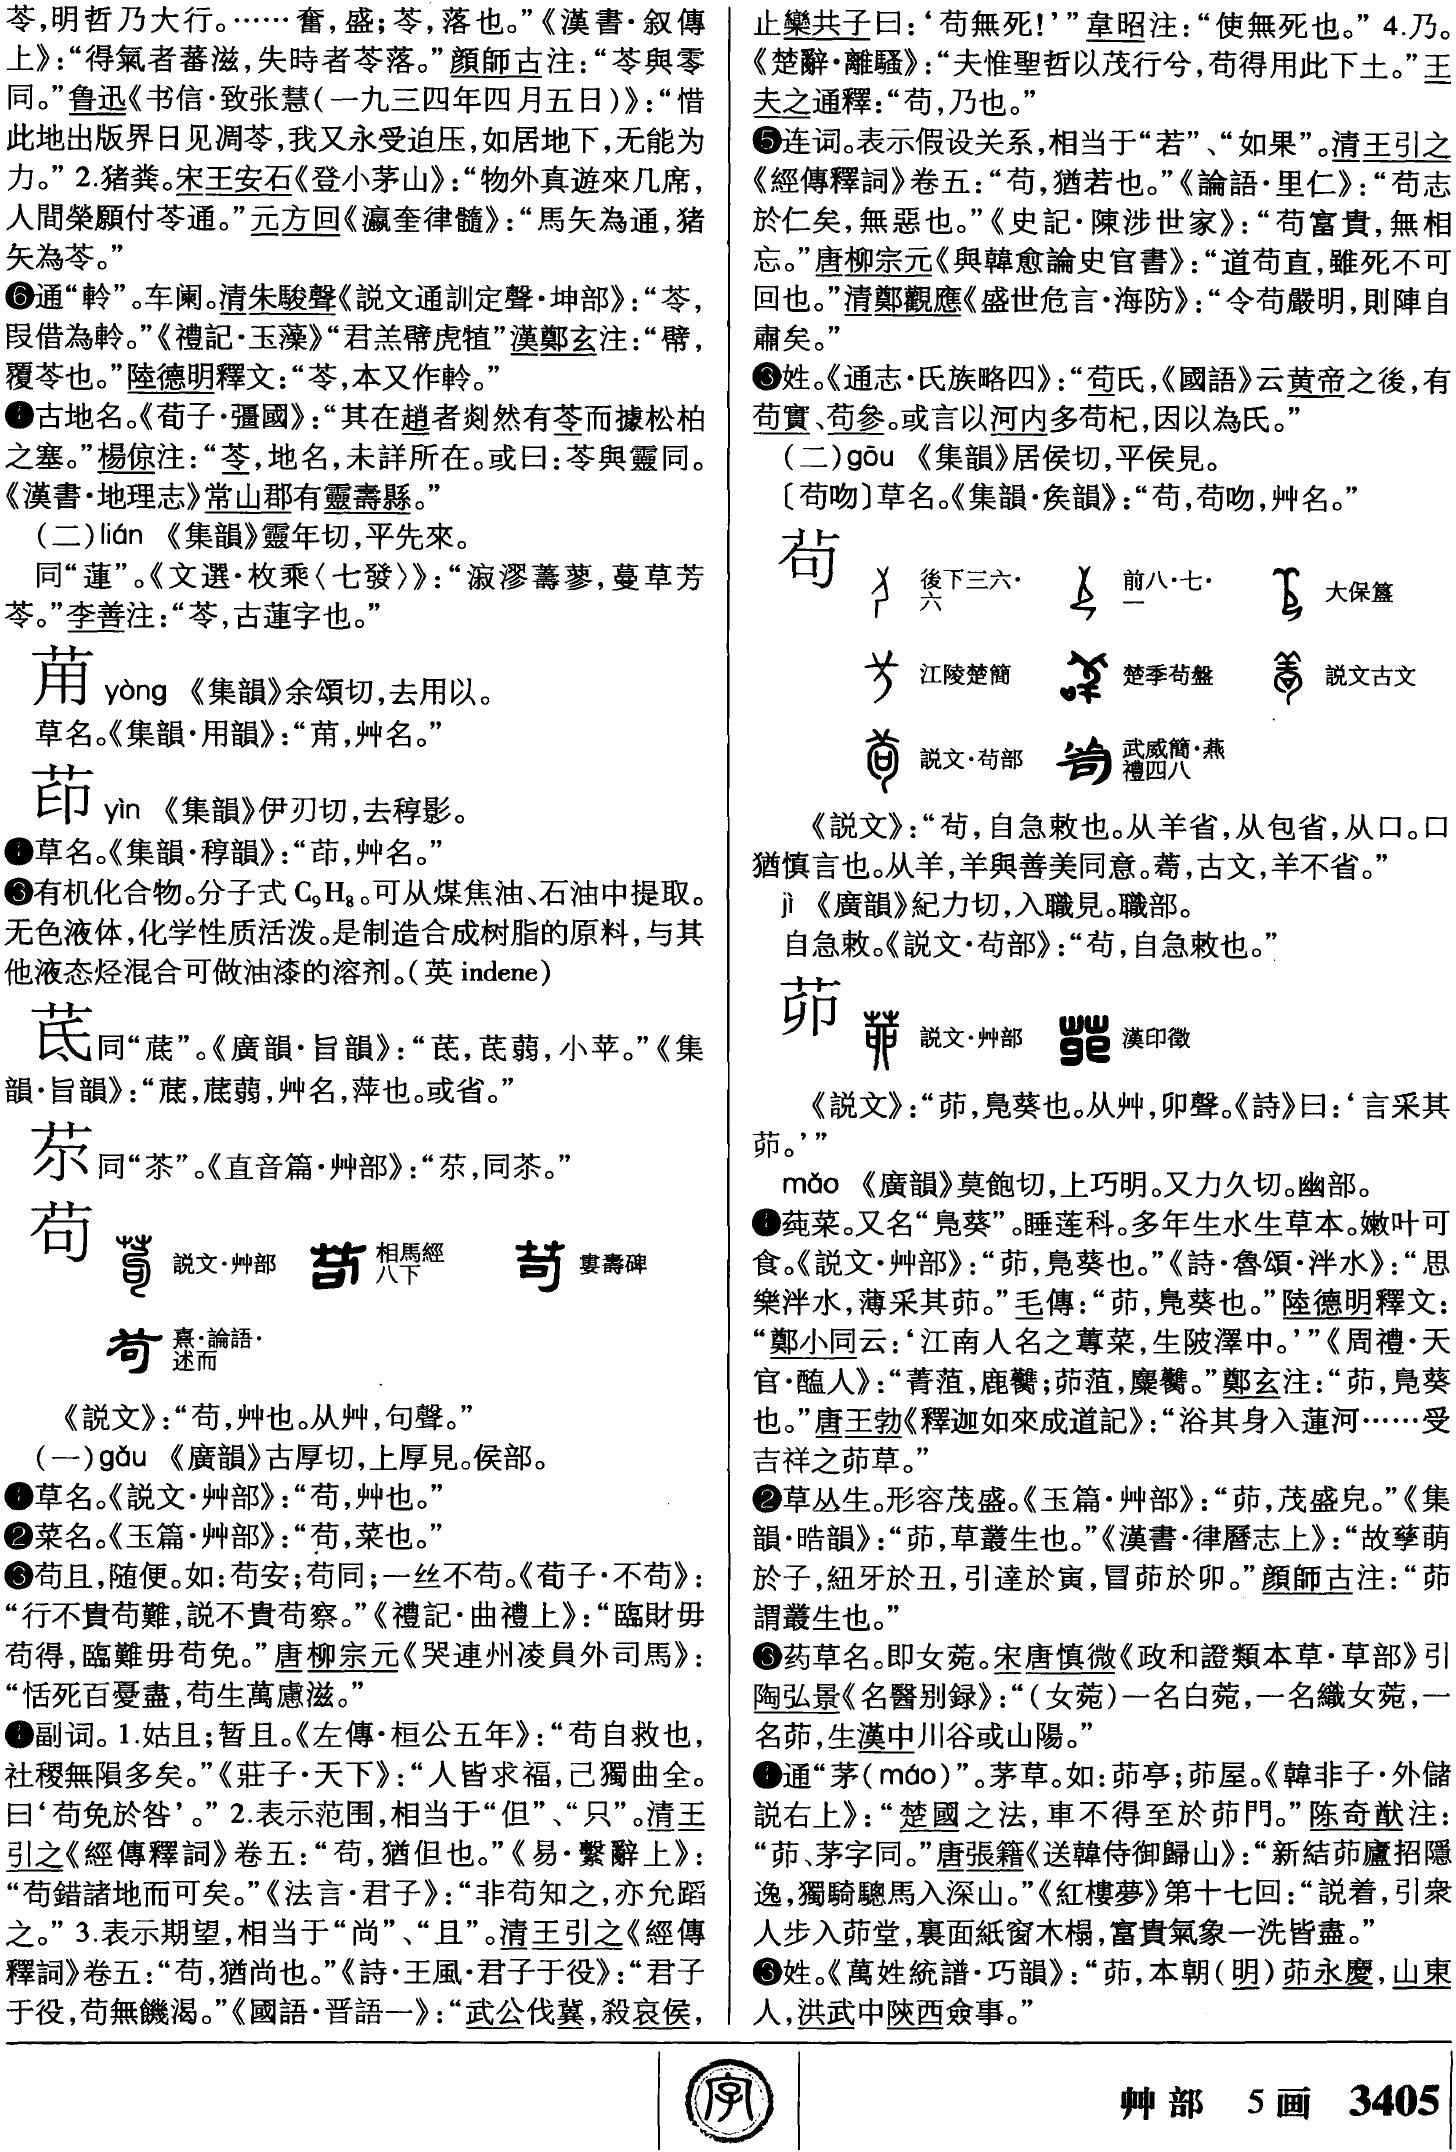 苓，明哲乃大行。……奮，盛；苓，落也。”《漢書·叙傳
上》：“得氣者蕃滋，失時者苓落。”顔師古注：“苓與零
同。”鲁迅《书信·致张慧（一九三四年四月五日）》：“惜
此地出版界日见凋苓，我又永受迫压，如居地下，无能为
力。” 2.猪粪。宋王安石《登小茅山》：“物外真遊來几席，
人間榮願付苓通。”元方回《瀛奎律髓》：“馬矢為通，猪
矢為苓。”
❻通“軨”。车阑。清朱駿聲《説文通訓定聲·坤部》：“苓，
叚借為軨。”《禮記·玉藻》“君羔幦虎犆”漢鄭玄注：“幦，
覆苓也。”陸德明釋文：“苓，本又作軨。”
古地名。《荀子·彊國》：“其在趙者剡然有苓而據松柏
之塞。”楊倞注：“苓，地名，未詳所在。或曰：苓與靈同。
《漢書·地理志》常山郡有靈壽縣。”
（二）lián 《集韻》靈年切，平先來。
同“蓮”。《文選·枚乘〈七發〉》：“㴉漻薵蓼，蔓草芳
苓。”李善注：“苓，古蓮字也。”
苚 yòng 《集韻》余頌切，去用以。
草名。《集韻·用韻》：“苚，艸名。”
茚 yìn 《集韻》伊刃切，去稕影。
草名。《集韻·稕韻》：“茚，艸名。”
❸有机化合物。分子式 C₉H₈。可从煤焦油、石油中提取。
无色液体，化学性质活泼。是制造合成树脂的原料，与其
他液态烃混合可做油漆的溶剂。（英 indene）
茋同“菧”。《廣韻·旨韻》：“茋，茋蒻，小苹。”《集
韻·旨韻》：“菧，菧蒻，艸名，萍也。或省。”
苶同“苶”。《直音篇·艸部》：“苶，同苶。”
苟 説文·艸部 相馬經八下 婁壽碑
熹·論語·述而
《説文》：“苟，艸也。从艸，句聲。”
（一）gǒu 《廣韻》古厚切，上厚見。侯部。
草名。《説文·艸部》：“苟，艸也。”
❷菜名。《玉篇·艸部》：“苟，菜也。”
❸苟且，随便。如：苟安；苟同；一丝不苟。《荀子·不苟》：
“行不貴苟難，説不貴苟察。”《禮記·曲禮上》：“臨財毋
苟得，臨難毋苟免。”唐柳宗元《哭連州凌員外司馬》：
“恬死百憂盡，苟生萬慮滋。”
副词。1.姑且；暂且。《左傳·桓公五年》：“苟自救也，
社稷無隕多矣。”《莊子·天下》：“人皆求福，己獨曲全。
曰‘苟免於咎’。” 2.表示范围，相当于“但”、“只”。清王
引之《經傳釋詞》卷五：“苟，猶但也。”《易·繫辭上》：
“苟錯諸地而可矣。”《法言·君子》：“非苟知之，亦允蹈
之。” 3.表示期望，相当于“尚”、“且”。清王引之《經傳
釋詞》卷五：“苟，猶尚也。”《詩·王風·君子于役》：“君子
于役，苟無饑渴。”《國語·晋語一》：“武公伐冀，殺哀侯，
止欒共子曰：‘苟無死！’”韋昭注：“使無死也。” 4.乃。
《楚辭·離騷》：“夫惟聖哲以茂行兮，苟得用此下土。”王
夫之通釋：“苟，乃也。”
❺连词。表示假设关系，相当于“若”、“如果”。清王引之
《經傳釋詞》卷五：“苟，猶若也。”《論語·里仁》：“苟志
於仁矣，無惡也。”《史記·陳涉世家》：“苟富貴，無相
忘。”唐柳宗元《與韓愈論史官書》：“道苟直，雖死不可
回也。”清鄭觀應《盛世危言·海防》：“令苟嚴明，則陣自
肅矣。”
姓。《通志·氏族略四》：“苟氏，《國語》云黄帝之後，有
苟實、苟參。或言以河内多苟杞，因以為氏。”
（二）gōu 《集韻》居侯切，平侯見。
〔苟吻〕草名。《集韻·矦韻》：“苟，苟吻，艸名。”
茍 後下三六·六 前八·七·一 大保簋
江陵楚簡 楚季茍盤 説文古文
説文·茍部 武威簡·燕禮四八
《説文》：“茍，自急敕也。从羊省，从包省，从口。口
猶慎言也。从羊，羊與善美同意。𦴛，古文，羊不省。”
jì 《廣韻》紀力切，入職見。職部。
自急敕。《説文·茍部》：“茍，自急敕也。”
茆 説文·艸部 漢印徵
《説文》：“茆，鳧葵也。从艸，卯聲。《詩》曰：‘言采其
茆。’”
mǎo 《廣韻》莫飽切，上巧明。又力久切。幽部。
莼菜。又名“凫葵”。睡莲科。多年生水生草本。嫩叶可
食。《説文·艸部》：“茆，鳧葵也。”《詩·魯頌·泮水》：“思
樂泮水，薄采其茆。”毛傳：“茆，鳧葵也。”陸德明釋文：
“鄭小同云：‘江南人名之蓴菜，生陂澤中。’”《周禮·天
官·醢人》：“菁菹，鹿臡；茆菹，麋臡。”鄭玄注：“茆，鳧葵
也。”唐王勃《釋迦如來成道記》：“浴其身入蓮河……受
吉祥之茆草。”
❷草丛生。形容茂盛。《玉篇·艸部》：“茆，茂盛皃。”《集
韻·晧韻》：“茆，草叢生也。”《漢書·律曆志上》：“故孳萌
於子，紐牙於丑，引達於寅，冒茆於卯。”顔師古注：“茆
謂叢生也。”
❸药草名。即女菀。宋唐慎微《政和證類本草·草部》引
陶弘景《名醫别録》：“（女菀）一名白菀，一名織女菀，一
名茆，生漢中川谷或山陽。”
通“茅（máo）”。茅草。如：茆亭；茆屋。《韓非子·外儲
説右上》：“楚國之法，車不得至於茆門。”陈奇猷注：
“茆、茅字同。”唐張籍《送韓侍御歸山》：“新結茆廬招隱
逸，獨騎驄馬入深山。”《紅樓夢》第十七回：“説着，引衆
人步入茆堂，裏面紙窗木榻，富貴氣象一洗皆盡。”
姓。《萬姓統譜·巧韻》：“茆，本朝（明）茆永慶，山東
人，洪武中陝西僉事。”
字
艸部 5画 3405